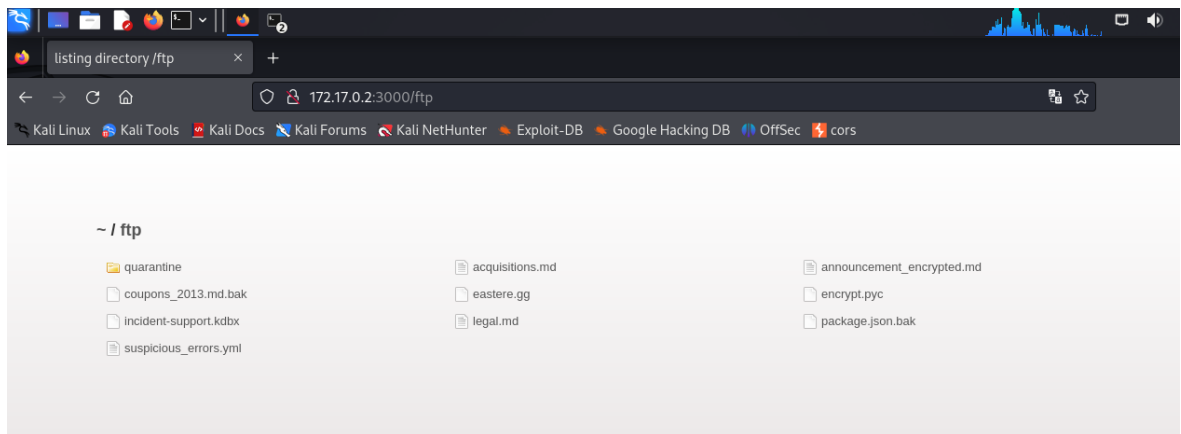 2
listing directory /ftp
172.17.0.2:3000/ftp
Kali Linux Kali Tools Kali Docs Kali Forums Kali NetHunter Exploit-DB Google Hacking DB OffSec cors
~ / ftp
quarantine acquisitions.md announcement_encrypted.md
coupons_2013.md.bak eastere.gg encrypt.pyc
incident-support.kdbx legal.md package.json.bak
suspicious_errors.yml